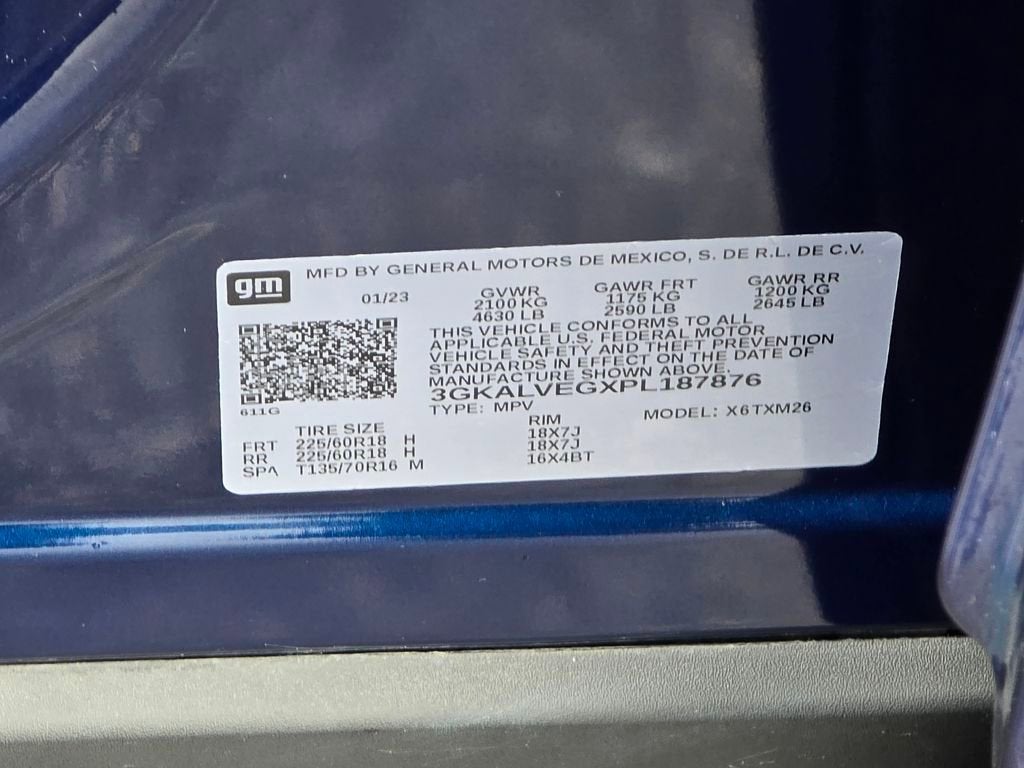 gm
MFD BY GENERAL MOTORS DE MEXICO, S. DE R.L. DE C.V.
01/23
GVWR
2100 KG
4630 LB
GAWR FRT
1175 KG
2590 LB
GAWR RR
1200 KG
2645 LB
THIS VEHICLE CONFORMS TO ALL
APPLICABLE U.S. FEDERAL MOTOR
VEHICLE SAFETY AND THEFT PREVENTION
STANDARDS IN EFFECT ON THE DATE OF
MANUFACTURE SHOWN ABOVE.
3GKALVEGXPL187876
TYPE: MPV
MODEL: X6TXM26
611G
TIRE SIZE RIM
FRT 225/60R18 H 18X7J
RR 225/60R18 H 18X7J
SPA T135/70R16 M 16X4BT